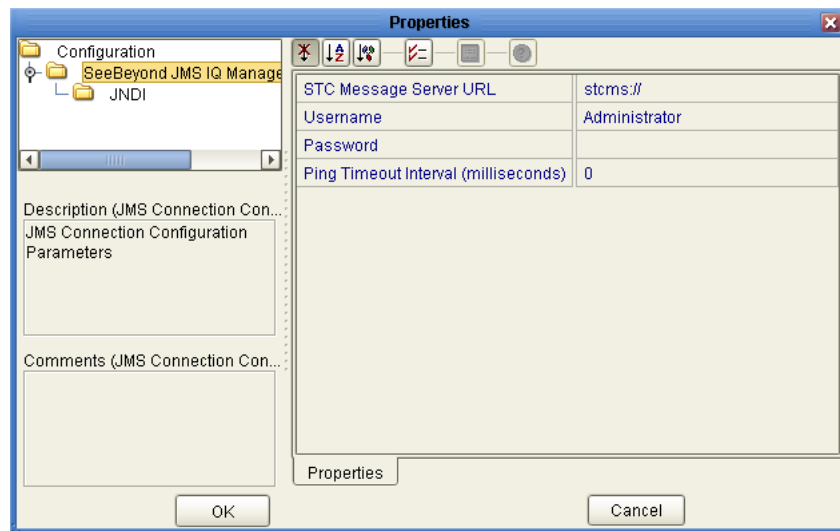 Properties
Configuration
SeeBeyond JMS IQ Manage
JNDI
Description (JMS Connection Con...
JMS Connection Configuration
Parameters
Comments (JMS Connection Con...
STC Message Server URL stcms://
Username Administrator
Password
Ping Timeout Interval (milliseconds) 0
Properties
OK
Cancel